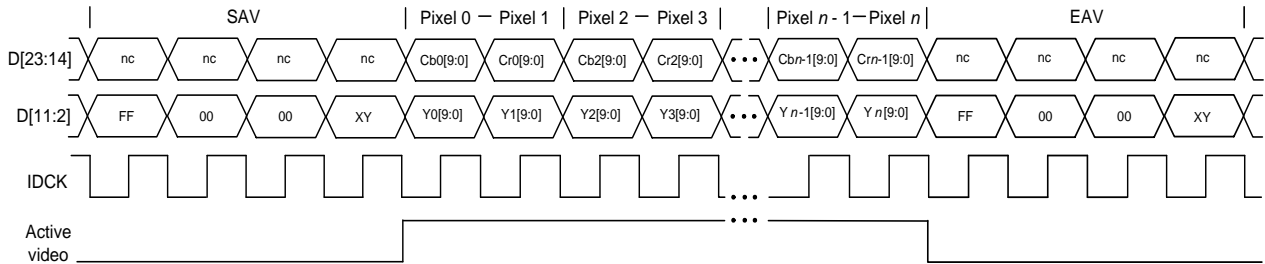 SAV Pixel 0 — Pixel 1 Pixel 2 — Pixel 3 Pixel n - 1—Pixel n EAV
D[23:14] nc nc nc nc Cb0[9:0] Cr0[9:0] Cb2[9:0] Cr2[9:0] ••• Cbn-1[9:0] Crn-1[9:0] nc nc nc nc
D[11:2] FF 00 00 XY Y0[9:0] Y1[9:0] Y2[9:0] Y3[9:0] ••• Y n-1[9:0] Y n[9:0] FF 00 00 XY
IDCK •••
Active •••
video